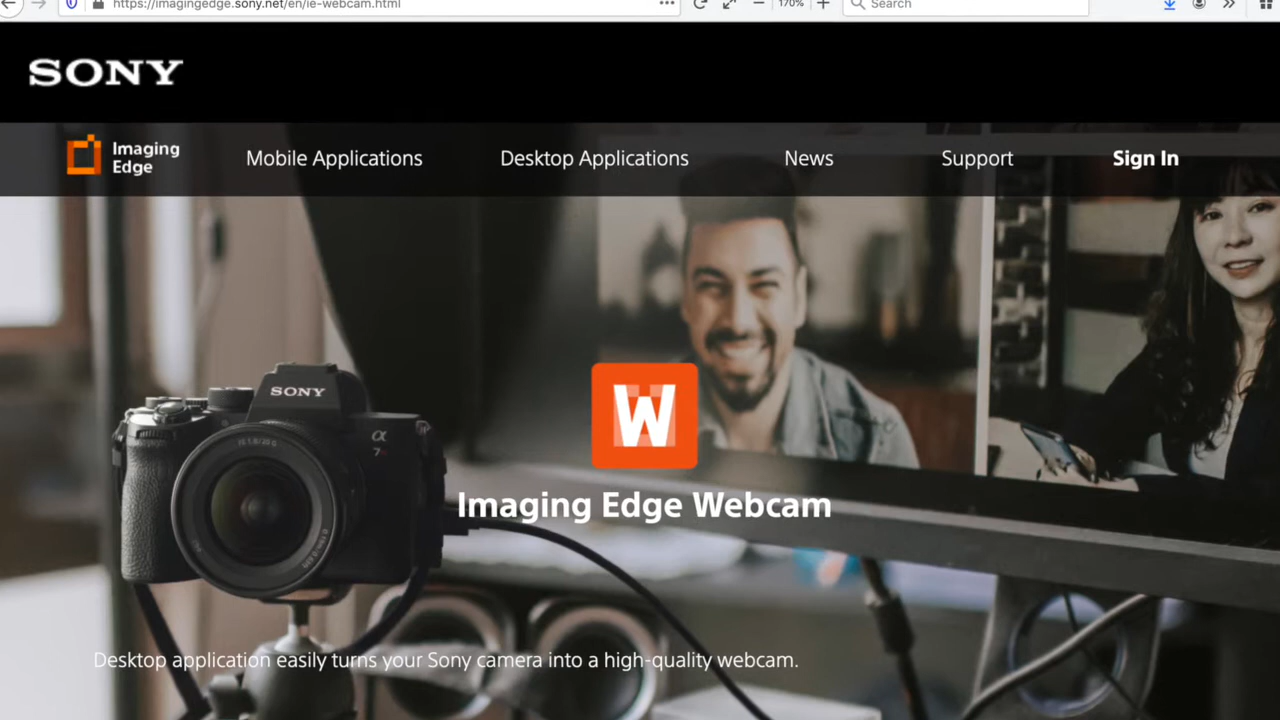 https://imagingedge.sony.net/en/ie-webcam.html
170%
Search
SONY
Imaging
Edge
Mobile Applications
Desktop Applications
News
Support
Sign In
SONY
α
7
W
Imaging Edge Webcam
Desktop application easily turns your Sony camera into a high-quality webcam.